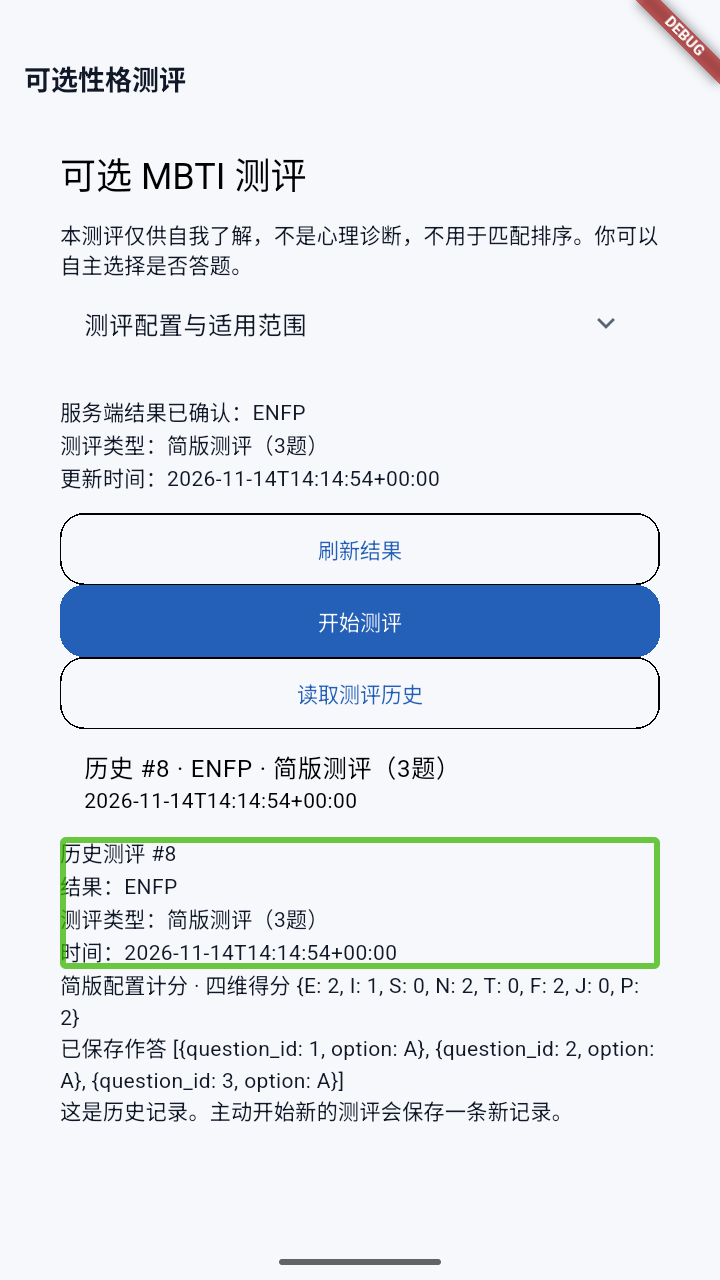 DEBUG
可选性格测评
可选 MBTI 测评
本测评仅供自我了解，不是心理诊断，不用于匹配排序。你可以
自主选择是否答题。
测评配置与适用范围
服务端结果已确认：ENFP
测评类型：简版测评（3题）
更新时间：2026-11-14T14:14:54+00:00
刷新结果
开始测评
读取测评历史
历史 #8 · ENFP · 简版测评（3题）
2026-11-14T14:14:54+00:00
历史测评 #8
结果：ENFP
测评类型：简版测评（3题）
时间：2026-11-14T14:14:54+00:00
简版配置计分 · 四维得分 {E: 2, I: 1, S: 0, N: 2, T: 0, F: 2, J: 0, P:
2}
已保存作答 [{question_id: 1, option: A}, {question_id: 2, option:
A}, {question_id: 3, option: A}]
这是历史记录。主动开始新的测评会保存一条新记录。